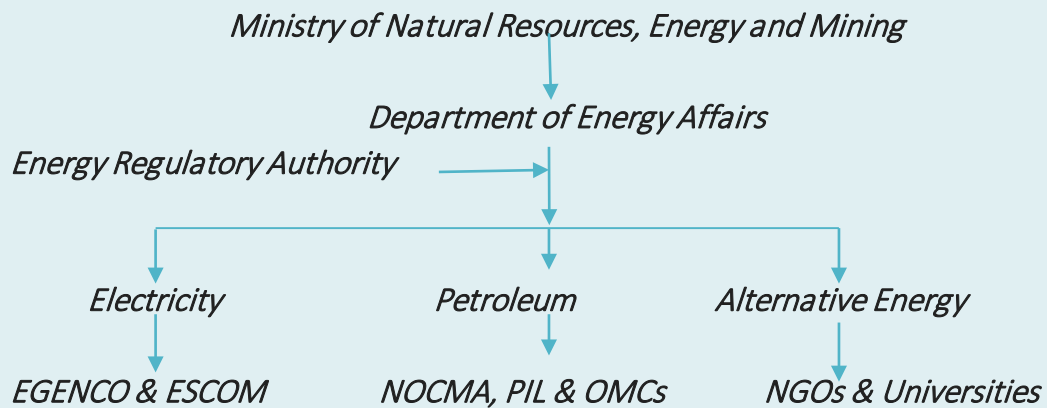 Ministry of Natural Resources, Energy and Mining
Department of Energy Affairs
Energy Regulatory Authority
Electricity
Petroleum
Alternative Energy
EGENCO & ESCOM
NOCMA, PIL & OMCs
NGOs & Universities